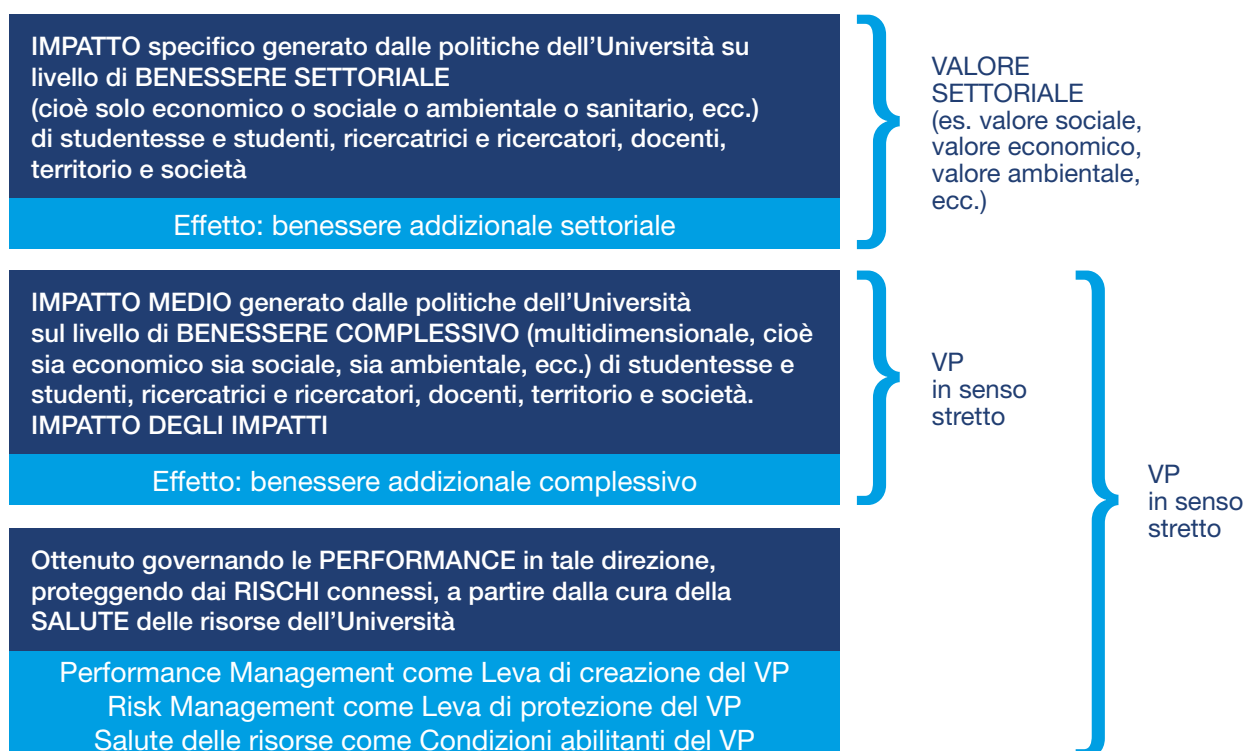 IMPATTO specifico generato dalle politiche dell'Università su
livello di BENESSERE SETTORIALE
(cioè solo economico o sociale o ambientale o sanitario, ecc.)
di studentesse e studenti, ricercatrici e ricercatori, docenti,
territorio e società
Effetto: benessere addizionale settoriale
VALORE
SETTORIALE
(es. valore sociale,
valore economico,
valore ambientale,
ecc.)
IMPATTO MEDIO generato dalle politiche dell'Università
sul livello di BENESSERE COMPLESSIVO (multidimensionale, cioè
sia economico sia sociale, sia ambientale, ecc.) di studentesse e
studenti, ricercatrici e ricercatori, docenti, territorio e società.
IMPATTO DEGLI IMPATTI
Effetto: benessere addizionale complessivo
VP
in senso
stretto
VP
in senso
stretto
Ottenuto governando le PERFORMANCE in tale direzione,
proteggendo dai RISCHI connessi, a partire dalla cura della
SALUTE delle risorse dell'Università
Performance Management come Leva di creazione del VP
Risk Management come Leva di protezione del VP
Salute delle risorse come Condizioni abilitanti del VP